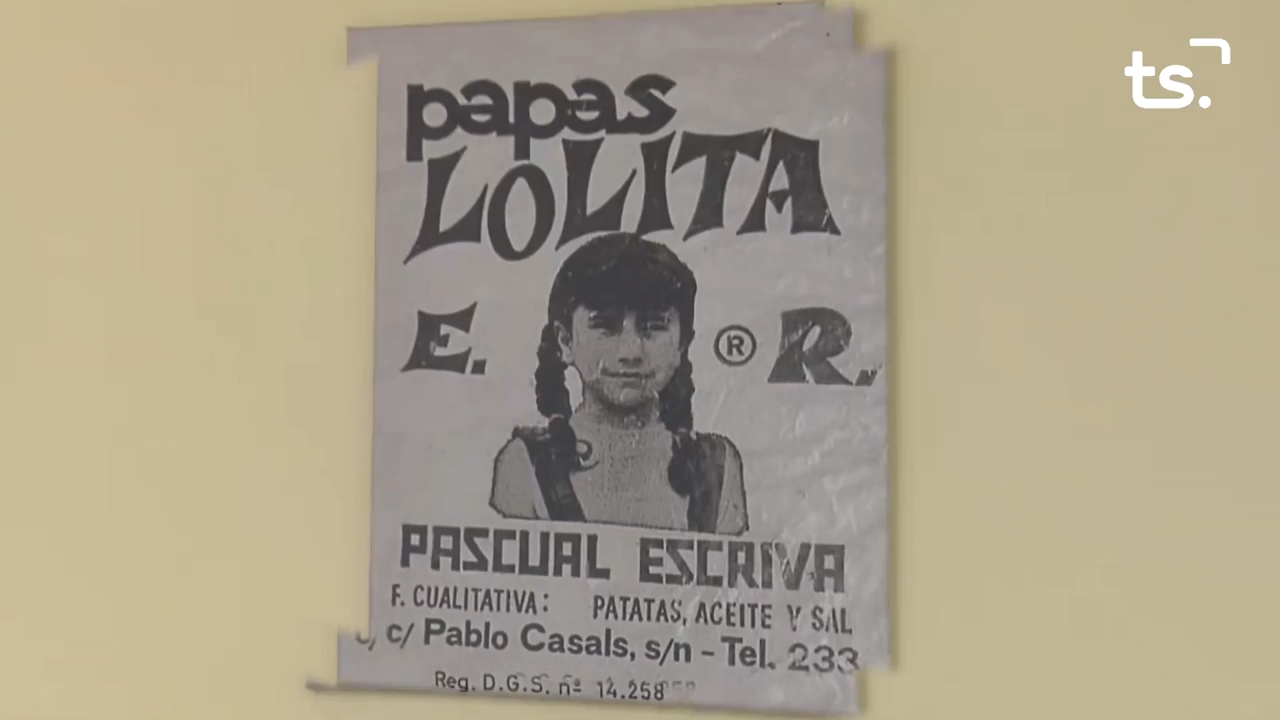 ts.
papas
LOLITA
E. ® R.
PASCUAL ESCRIVA
F. CUALITATIVA: PATATAS, ACEITE Y SAL
c/ Pablo Casals, s/n - Tel. 233
Reg. D.G.S. nº 14.258